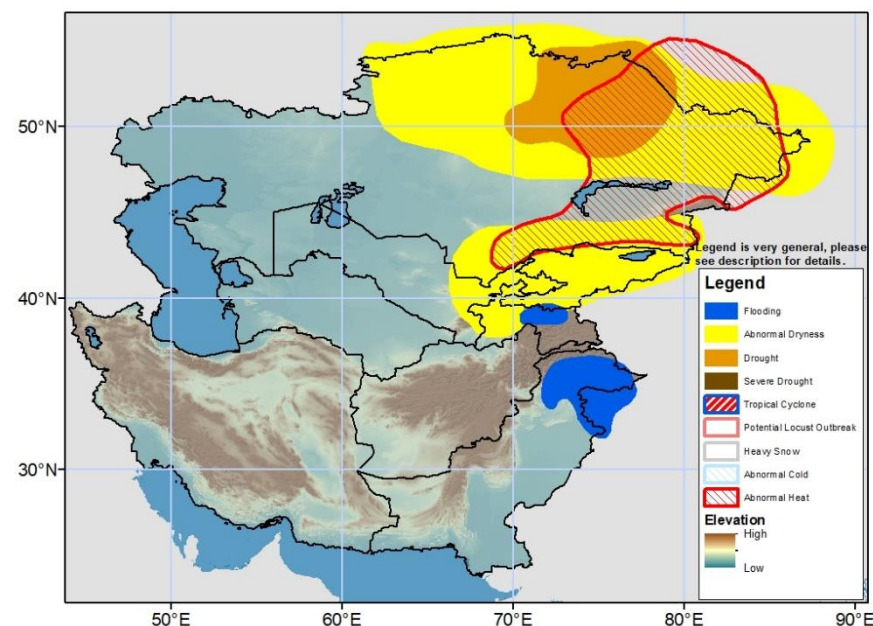 50°N
40°N
30°N
Legend is very general, please
see description for details.
Legend
Flooding
Abnormal Dryness
Drought
Severe Drought
Tropical Cyclone
Potential Locust Outbreak
Heavy Snow
Abnormal Cold
Abnormal Heat
Elevation
High
Low
50°E
60°E
70°E
80°E
90°E